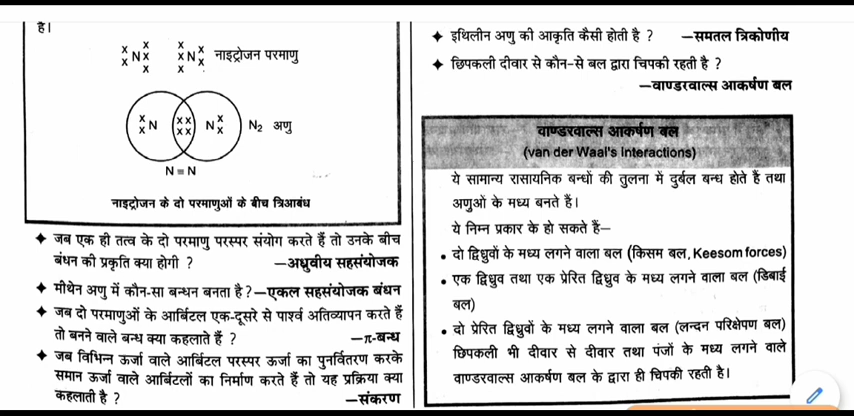 है।
नाइट्रोजन परमाणु
N N
N N N₂ अणु
N ≡ N
नाइट्रोजन के दो परमाणुओं के बीच त्रिआबंध
जब एक ही तत्व के दो परमाणु परस्पर संयोग करते हैं तो उनके बीच
बंधन की प्रकृति क्या होगी ? —अध्रुवीय सहसंयोजक
मीथेन अणु में कौन-सा बन्धन बनता है ? —एकल सहसंयोजक बंधन
जब दो परमाणुओं के आर्बिटल एक-दूसरे से पार्श्व अतिव्यापन करते हैं
तो बनने वाले बन्ध क्या कहलाते हैं ? —π-बन्ध
जब विभिन्न ऊर्जा वाले आर्बिटल परस्पर ऊर्जा का पुनर्वितरण करके
समान ऊर्जा वाले आर्बिटलों का निर्माण करते हैं तो यह प्रक्रिया क्या
कहलाती है ? —संकरण
इथिलीन अणु की आकृति कैसी होती है ? —समतल त्रिकोणीय
छिपकली दीवार से कौन-से बल द्वारा चिपकी रहती है ?
—वाण्डरवाल्स आकर्षण बल
वाण्डरवाल्स आकर्षण बल
(van der Waal's Interactions)
ये सामान्य रासायनिक बन्धों की तुलना में दुर्बल बन्ध होते हैं तथा
अणुओं के मध्य बनते हैं।
ये निम्न प्रकार के हो सकते हैं—
• दो द्विध्रुवों के मध्य लगने वाला बल (किसम बल, Keesom forces)
• एक द्विध्रुव तथा एक प्रेरित द्विध्रुव के मध्य लगने वाला बल (डिबाई
बल)
• दो प्रेरित द्विध्रुवों के मध्य लगने वाला बल (लन्दन परिक्षेपण बल)
छिपकली भी दीवार से दीवार तथा पंजों के मध्य लगने वाले
वाण्डरवाल्स आकर्षण बल के द्वारा ही चिपकी रहती है।